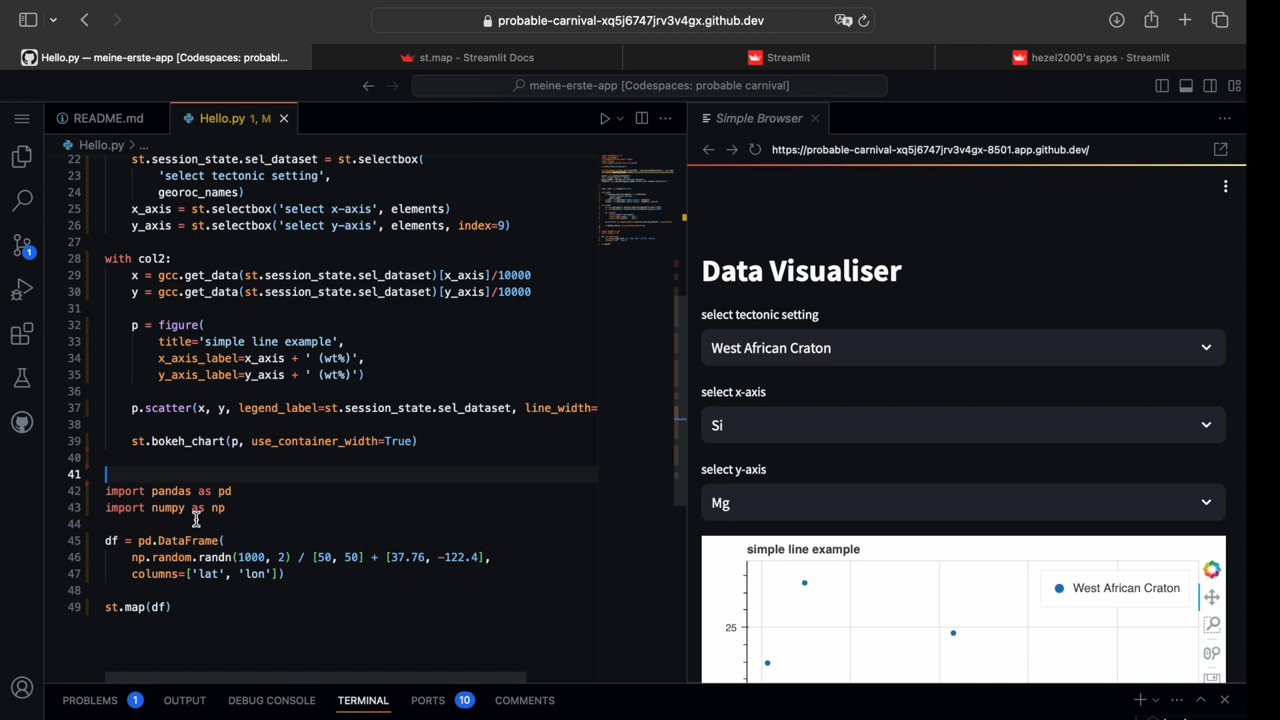 probable-carnival-xq5j6747jrv3v4gx.github.dev
Hello.py — meine-erste-app [Codespaces: probabl...
st.map - Streamlit Docs
Streamlit
hezel2000's apps · Streamlit
meine-erste-app [Codespaces: probable carnival]
README.md
Hello.py 1, M
Simple Browser
Hello.py > ...
https://probable-carnival-xq5j6747jrv3v4gx-8501.app.github.dev/
22 st.session_state.sel_dataset = st.selectbox(
23 'select tectonic setting',
24 georoc_names)
25 x_axis = st.selectbox('select x-axis', elements)
26 y_axis = st.selectbox('select y-axis', elements, index=9)
27
28 with col2:
29 x = gcc.get_data(st.session_state.sel_dataset)[x_axis]/10000
30 y = gcc.get_data(st.session_state.sel_dataset)[y_axis]/10000
31
32 p = figure(
33 title='simple line example',
34 x_axis_label=x_axis + ' (wt%)',
35 y_axis_label=y_axis + ' (wt%)')
36
37 p.scatter(x, y, legend_label=st.session_state.sel_dataset, line_width=
38
39 st.bokeh_chart(p, use_container_width=True)
40
41
42 import pandas as pd
43 import numpy as np
44
45 df = pd.DataFrame(
46 np.random.randn(1000, 2) / [50, 50] + [37.76, -122.4],
47 columns=['lat', 'lon'])
48
49 st.map(df)
1
Data Visualiser
select tectonic setting
West African Craton
select x-axis
Si
select y-axis
Mg
simple line example
West African Craton
25
PROBLEMS 1
OUTPUT
DEBUG CONSOLE
TERMINAL
PORTS 10
COMMENTS